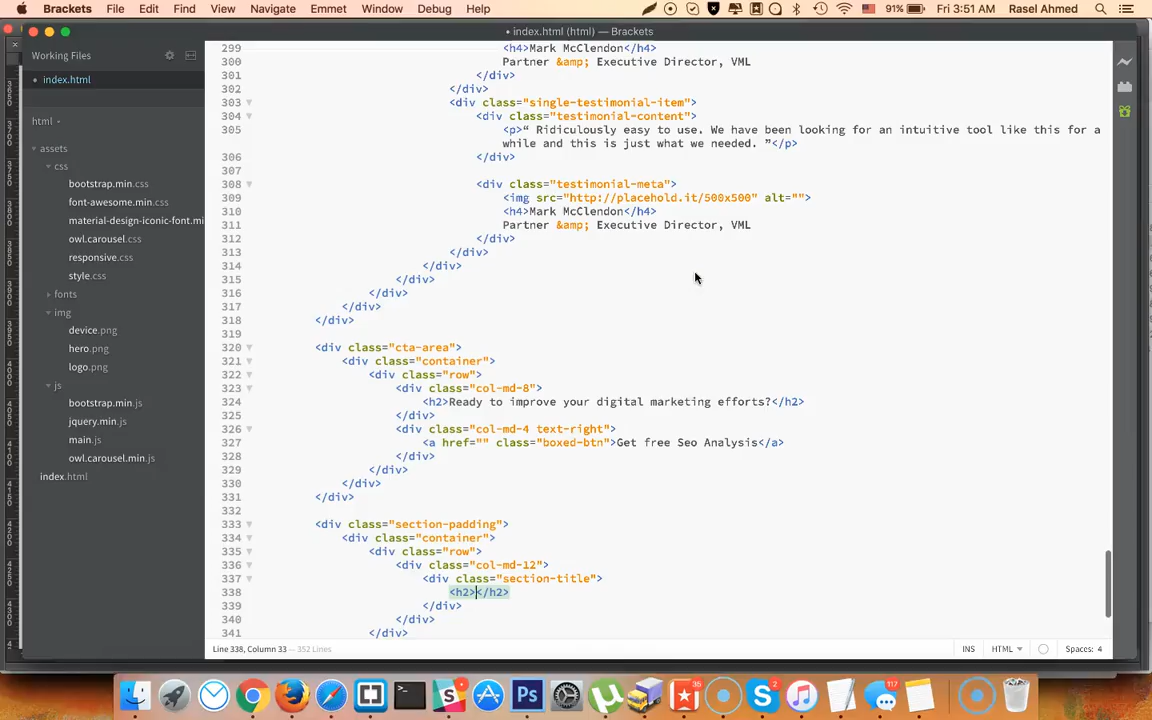 Brackets File Edit Find View Navigate Emmet Window Debug Help 91% Fri 3:51 AM Rasel Ahmed
• index.html (html) — Brackets
Working Files
• index.html
html
assets
css
bootstrap.min.css
font-awesome.min.css
material-design-iconic-font.mi
owl.carousel.css
responsive.css
style.css
fonts
img
device.png
hero.png
logo.png
js
bootstrap.min.js
jquery.min.js
main.js
owl.carousel.min.js
index.html
299 <h4>Mark McClendon</h4>
300 Partner &amp; Executive Director, VML
301 </div>
302 </div>
303 <div class="single-testimonial-item">
304 <div class="testimonial-content">
305 <p>“ Ridiculously easy to use. We have been looking for an intuitive tool like this for a
while and this is just what we needed. ”</p>
306 </div>
307
308 <div class="testimonial-meta">
309 <img src="http://placehold.it/500x500" alt="">
310 <h4>Mark McClendon</h4>
311 Partner &amp; Executive Director, VML
312 </div>
313 </div>
314 </div>
315 </div>
316 </div>
317 </div>
318 </div>
319
320 <div class="cta-area">
321 <div class="container">
322 <div class="row">
323 <div class="col-md-8">
324 <h2>Ready to improve your digital marketing efforts?</h2>
325 </div>
326 <div class="col-md-4 text-right">
327 <a href="" class="boxed-btn">Get free Seo Analysis</a>
328 </div>
329 </div>
330 </div>
331 </div>
332
333 <div class="section-padding">
334 <div class="container">
335 <div class="row">
336 <div class="col-md-12">
337 <div class="section-title">
338 <h2></h2>
339 </div>
340 </div>
341 </div>
Line 338, Column 33 — 352 Lines INS HTML Spaces: 4
35 2 115